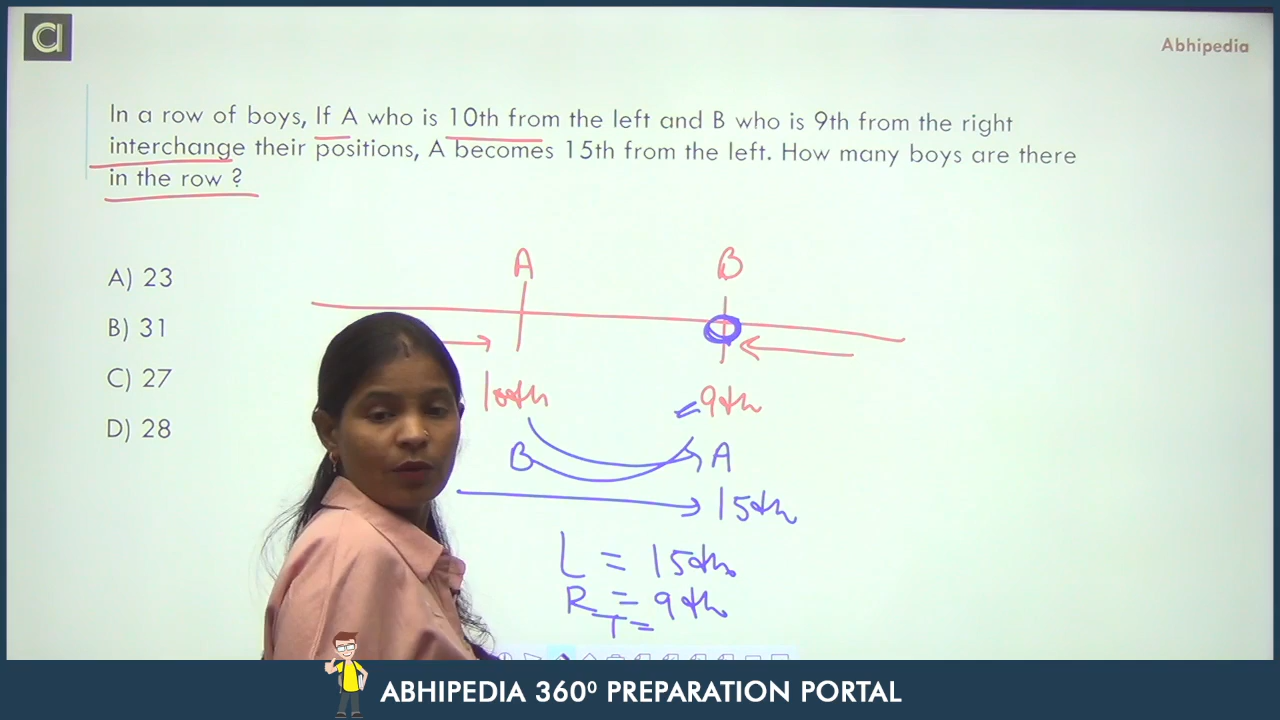 a
Abhipedia
In a row of boys, If A who is 10th from the left and B who is 9th from the right
interchange their positions, A becomes 15th from the left. How many boys are there
in the row ?
A) 23
B) 31
C) 27
D) 28
A B
10th 9th
B A
15th
L = 15th
R = 9th
T =
ABHIPEDIA 360⁰ PREPARATION PORTAL